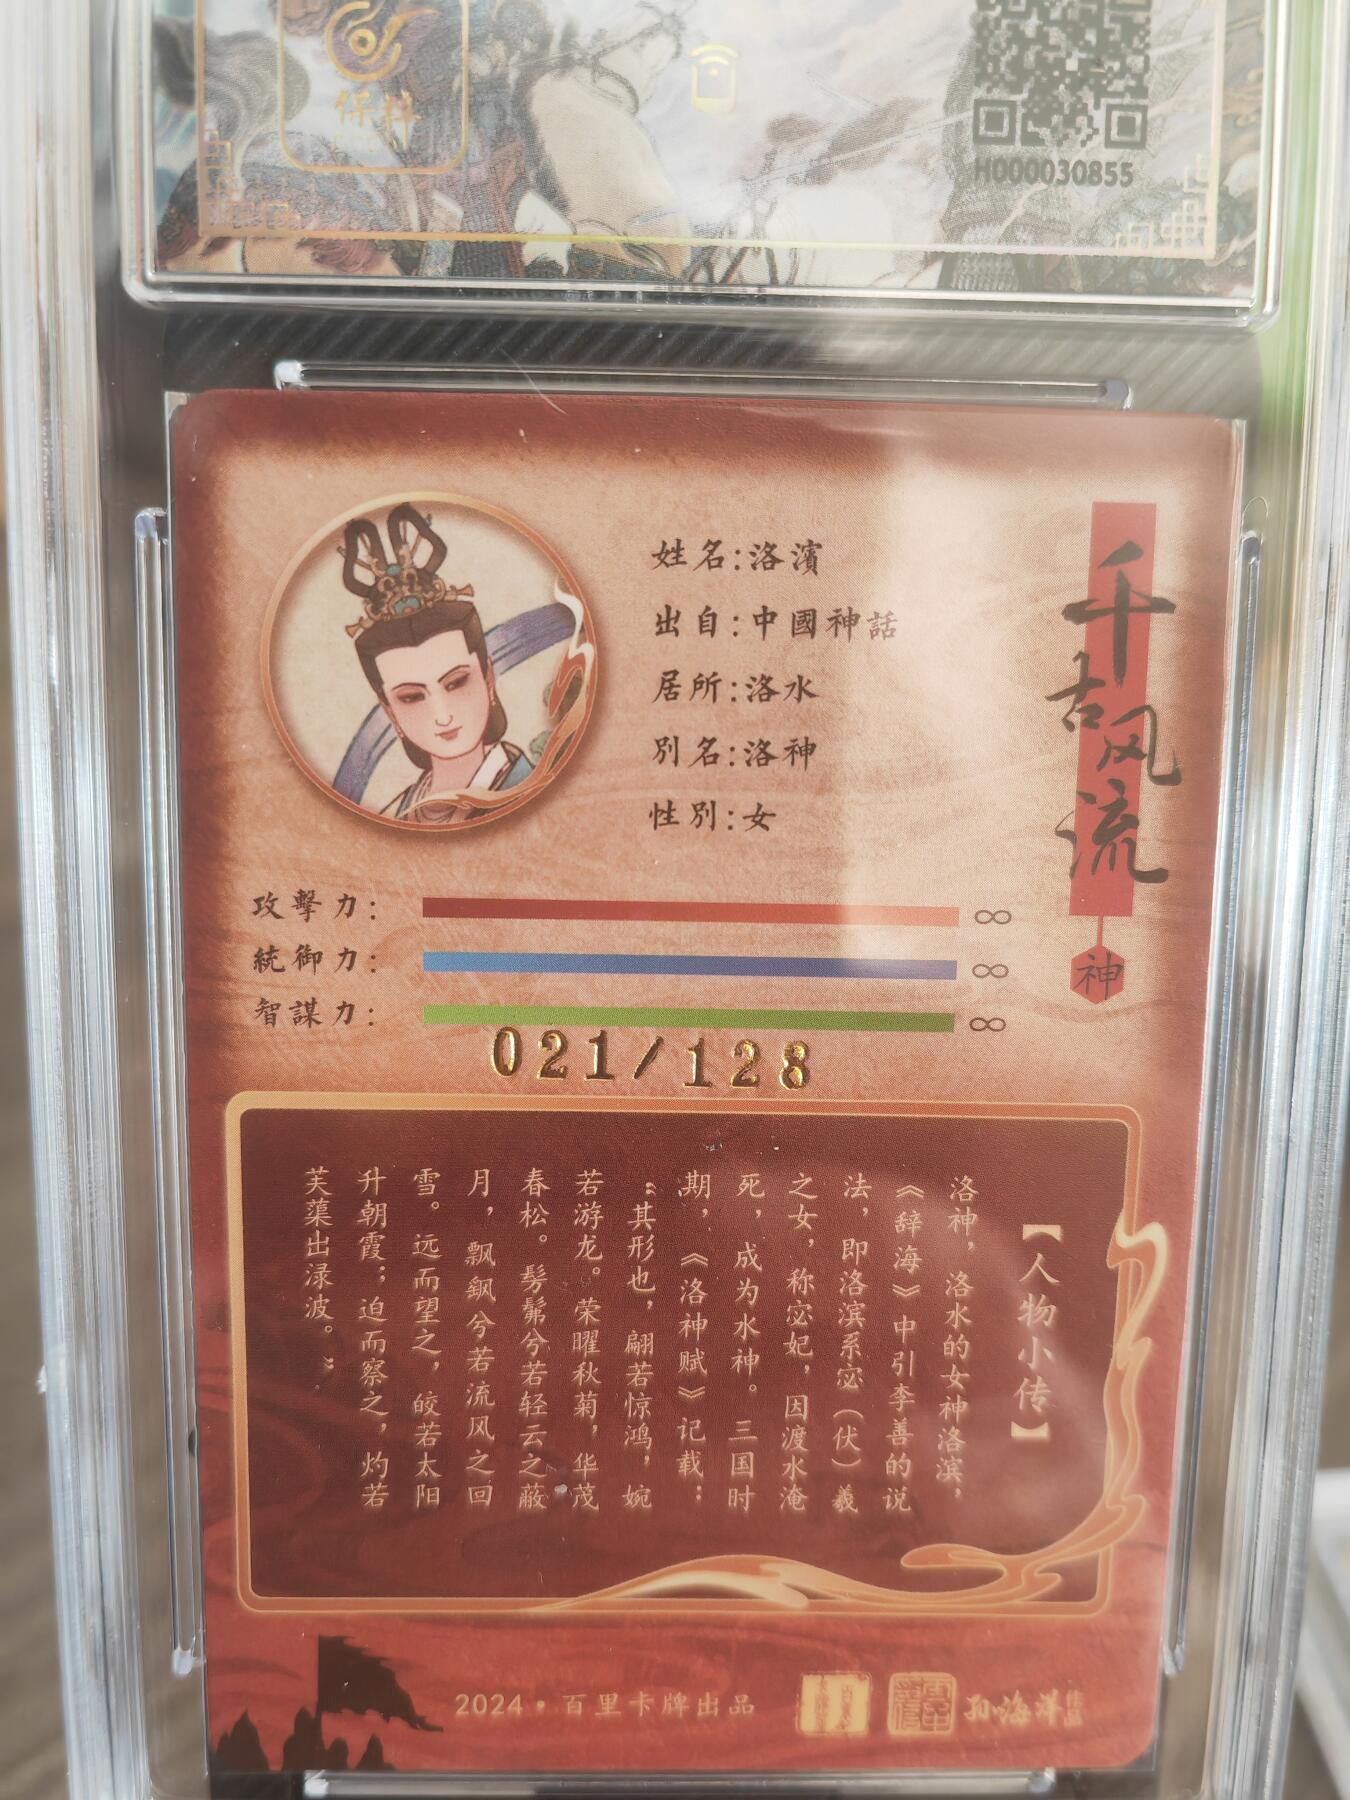 保粹
H000030855
姓名:洛濱
出自:中國神話
居所:洛水
別名:洛神
性別:女
千古风流
神
攻擊力: ∞
統御力: ∞
智謀力: ∞
021/128
【人物小传】
洛神，洛水的女神洛滨，
《辞海》中引李善的说
法，即洛滨系宓（伏）羲
之女，称宓妃，因渡水淹
死，成为水神。三国时
期，《洛神赋》记载：
“其形也，翩若惊鸿，婉
若游龙。荣曜秋菊，华茂
春松。髣髴兮若轻云之蔽
月，飘飖兮若流风之回
雪。远而望之，皎若太阳
升朝霞；迫而察之，灼若
芙蕖出渌波。”
2024·百里卡牌出品
孙海洋